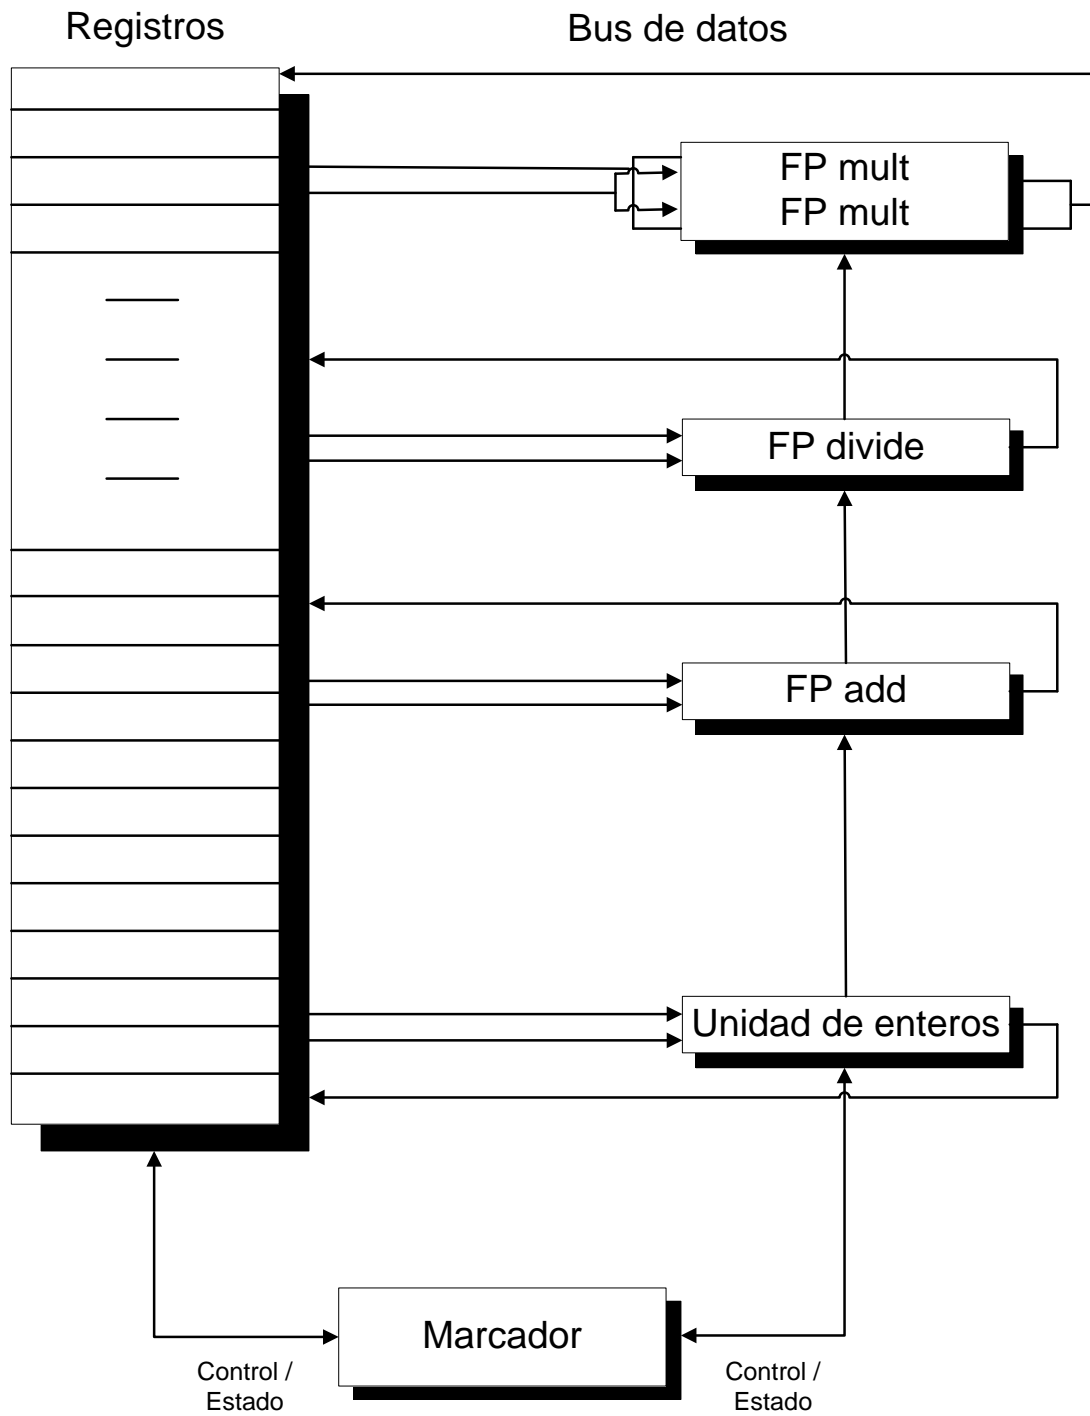 Registros
Bus de datos
FP mult
FP mult
FP divide
FP add
Unidad de enteros
Marcador
Control /
Estado
Control /
Estado